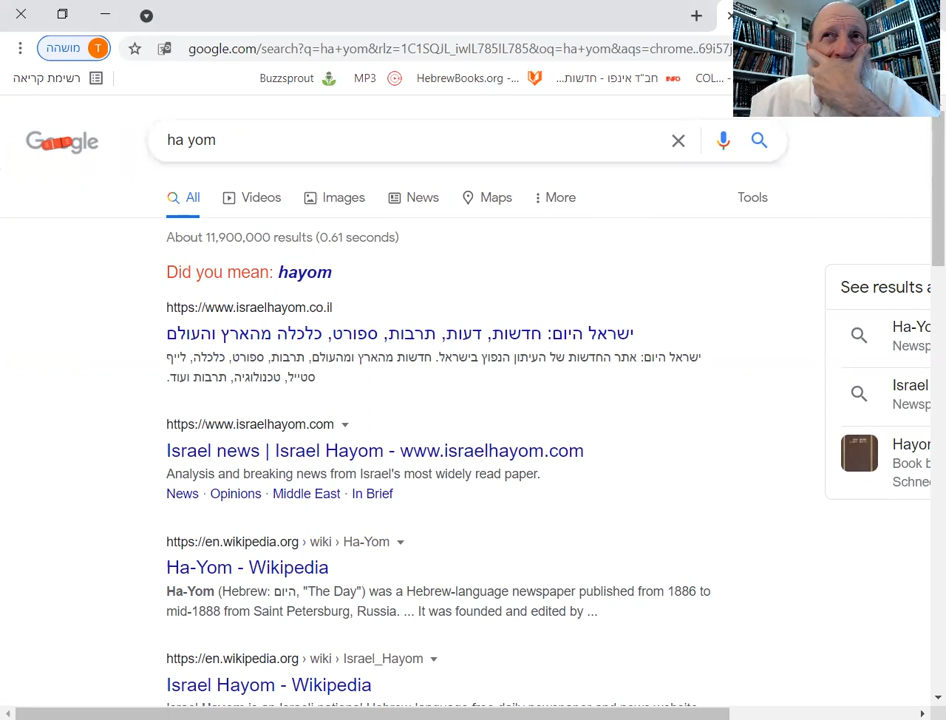 מושהה
T
google.com/search?q=ha+yom&rlz=1C1SQJL_iwIL785IL785&oq=ha+yom&aqs=chrome..69i57j
רשימת קריאה
Buzzsprout
MP3
HebrewBooks.org -...
חב"ד אינפו - חדשות...
INFO
COL...
Google
ha yom
All
Videos
Images
News
Maps
More
Tools
About 11,900,000 results (0.61 seconds)
Did you mean: hayom
https://www.israelhayom.co.il
ישראל היום: חדשות, דעות, תרבות, ספורט, כלכלה מהארץ והעולם
ישראל היום: אתר החדשות של העיתון הנפוץ בישראל. חדשות מהארץ ומהעולם, תרבות, ספורט, כלכלה, לייף
סטייל, טכנולוגיה, תרבות ועוד.
https://www.israelhayom.com
Israel news | Israel Hayom - www.israelhayom.com
Analysis and breaking news from Israel's most widely read paper.
News · Opinions · Middle East · In Brief
https://en.wikipedia.org › wiki › Ha-Yom
Ha-Yom - Wikipedia
Ha-Yom (Hebrew: היום, "The Day") was a Hebrew-language newspaper published from 1886 to
mid-1888 from Saint Petersburg, Russia. ... It was founded and edited by ...
https://en.wikipedia.org › wiki › Israel_Hayom
Israel Hayom - Wikipedia
See results a
Ha-Yo
Newsp
Israel
Newsp
Hayor
Book b
Schnee